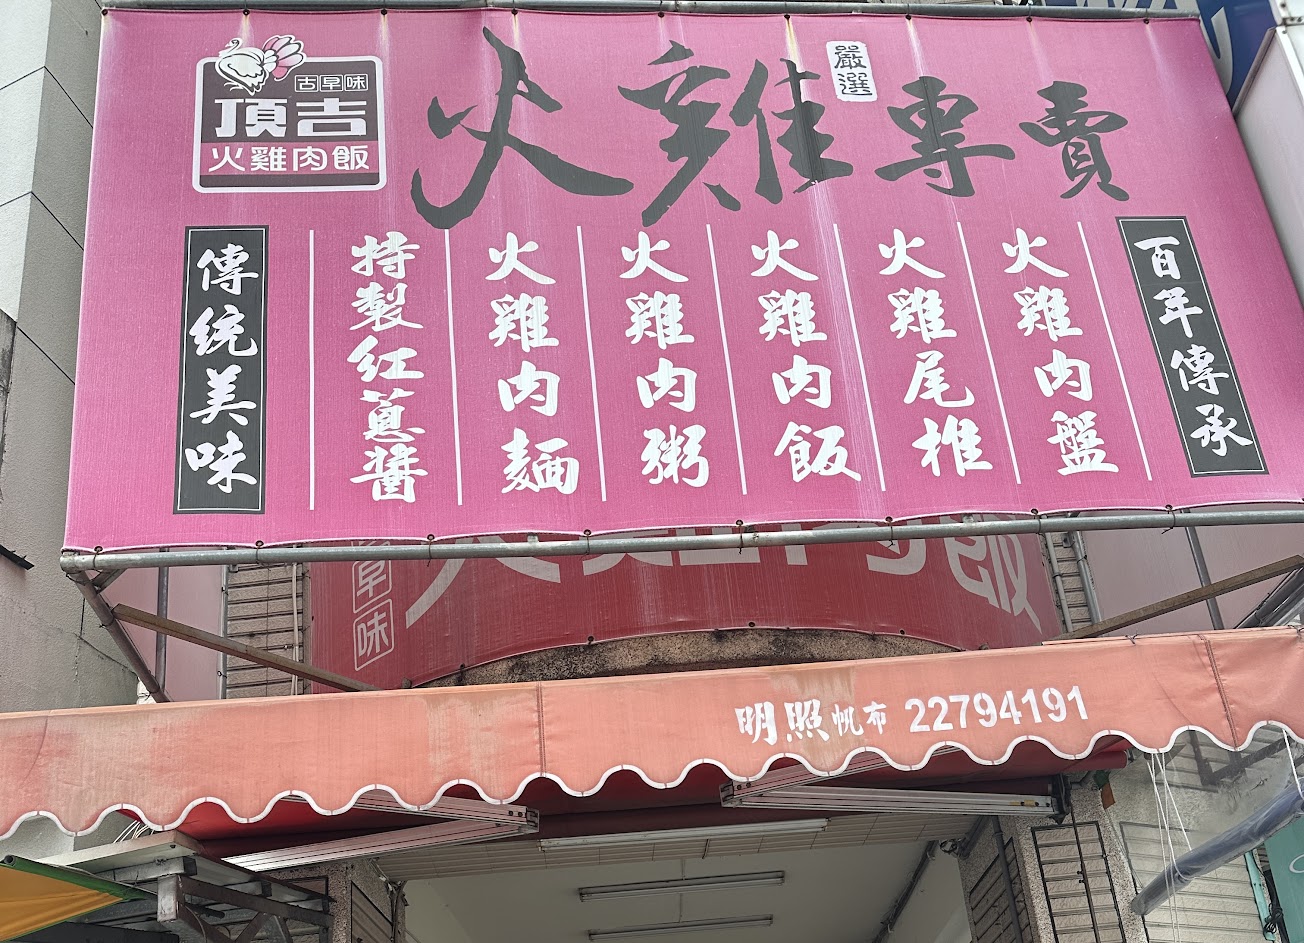 古早味
頂吉
火雞肉飯
火雞專賣
嚴選
傳統美味
特製紅蔥醬
火雞肉麵
火雞肉粥
火雞肉飯
火雞尾椎
火雞肉盤
百年傳承
早味
明照帆布 22794191